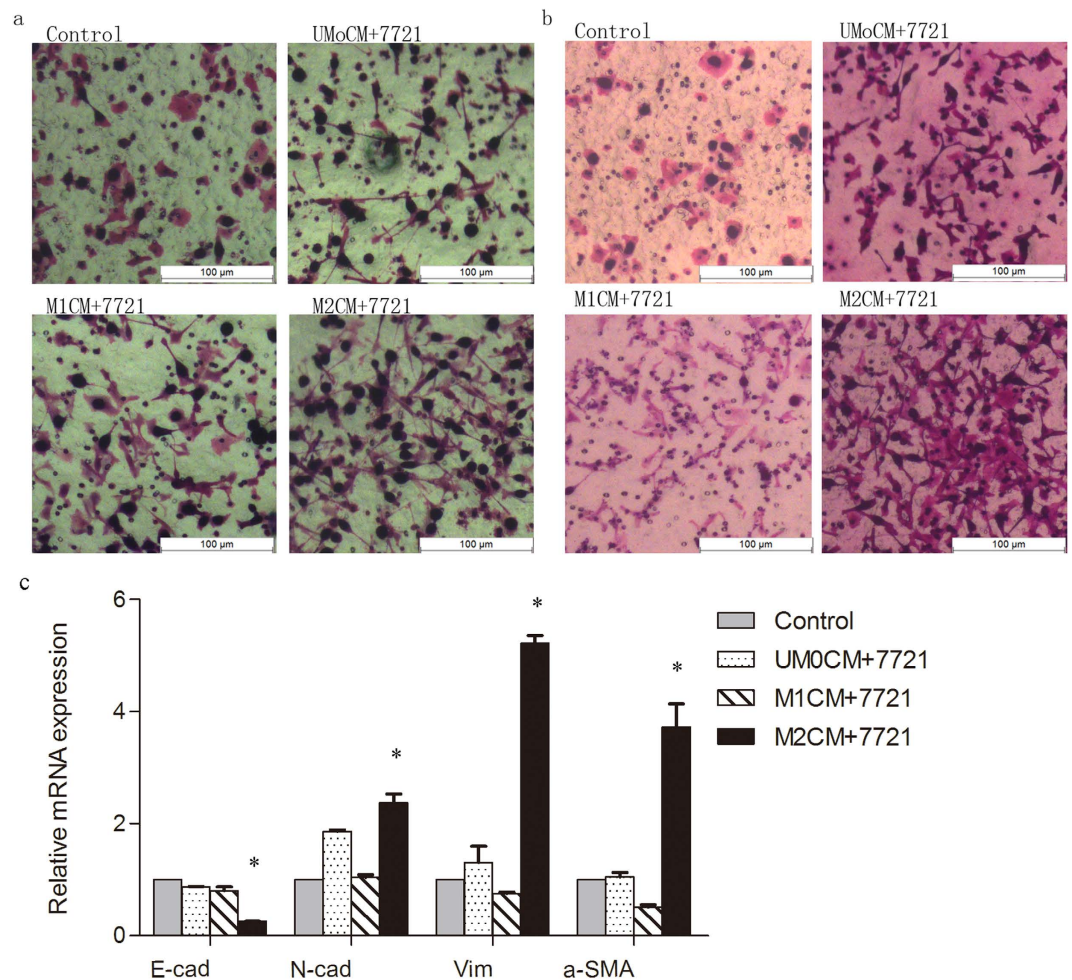 a
Control
UMoCM+7721
100 μm
100 μm
M1CM+7721
M2CM+7721
100 μm
100 μm
b
Control
UMoCM+7721
100 μm
100 μm
M1CM+7721
M2CM+7721
100 μm
100 μm
c
Relative mRNA expression
6
4
2
0
*
*
*
*
E-cad
N-cad
Vim
a-SMA
Control
UM0CM+7721
M1CM+7721
M2CM+7721